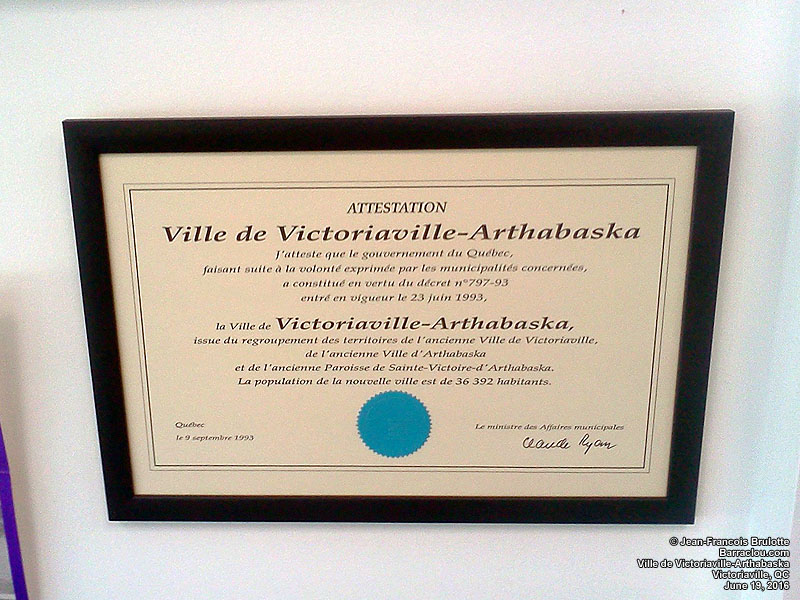 ATTESTATION
Ville de Victoriaville-Arthabaska
J'atteste que le gouvernement du Québec,
faisant suite à la volonté exprimée par les municipalités concernées,
a constitué en vertu du décret n°797-93
entré en vigueur le 23 juin 1993,
la Ville de Victoriaville-Arthabaska,
issue du regroupement des territoires de l'ancienne Ville de Victoriaville,
de l'ancienne Ville d'Arthabaska
et de l'ancienne Paroisse de Sainte-Victoire-d'Arthabaska.
La population de la nouvelle ville est de 36 392 habitants.
Québec
le 9 septembre 1993
Le ministre des Affaires municipales
Claude Ryan
© Jean-Francois Brulotte
Barraclou.com
Ville de Victoriaville-Arthabaska
Victoriaville, QC
June 19, 2016